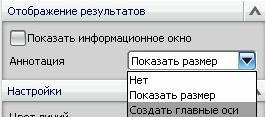 Отображение результатов
Показать информационное окно
Аннотация Показать размер
Нет
Настройки Показать размер
Создать главные оси